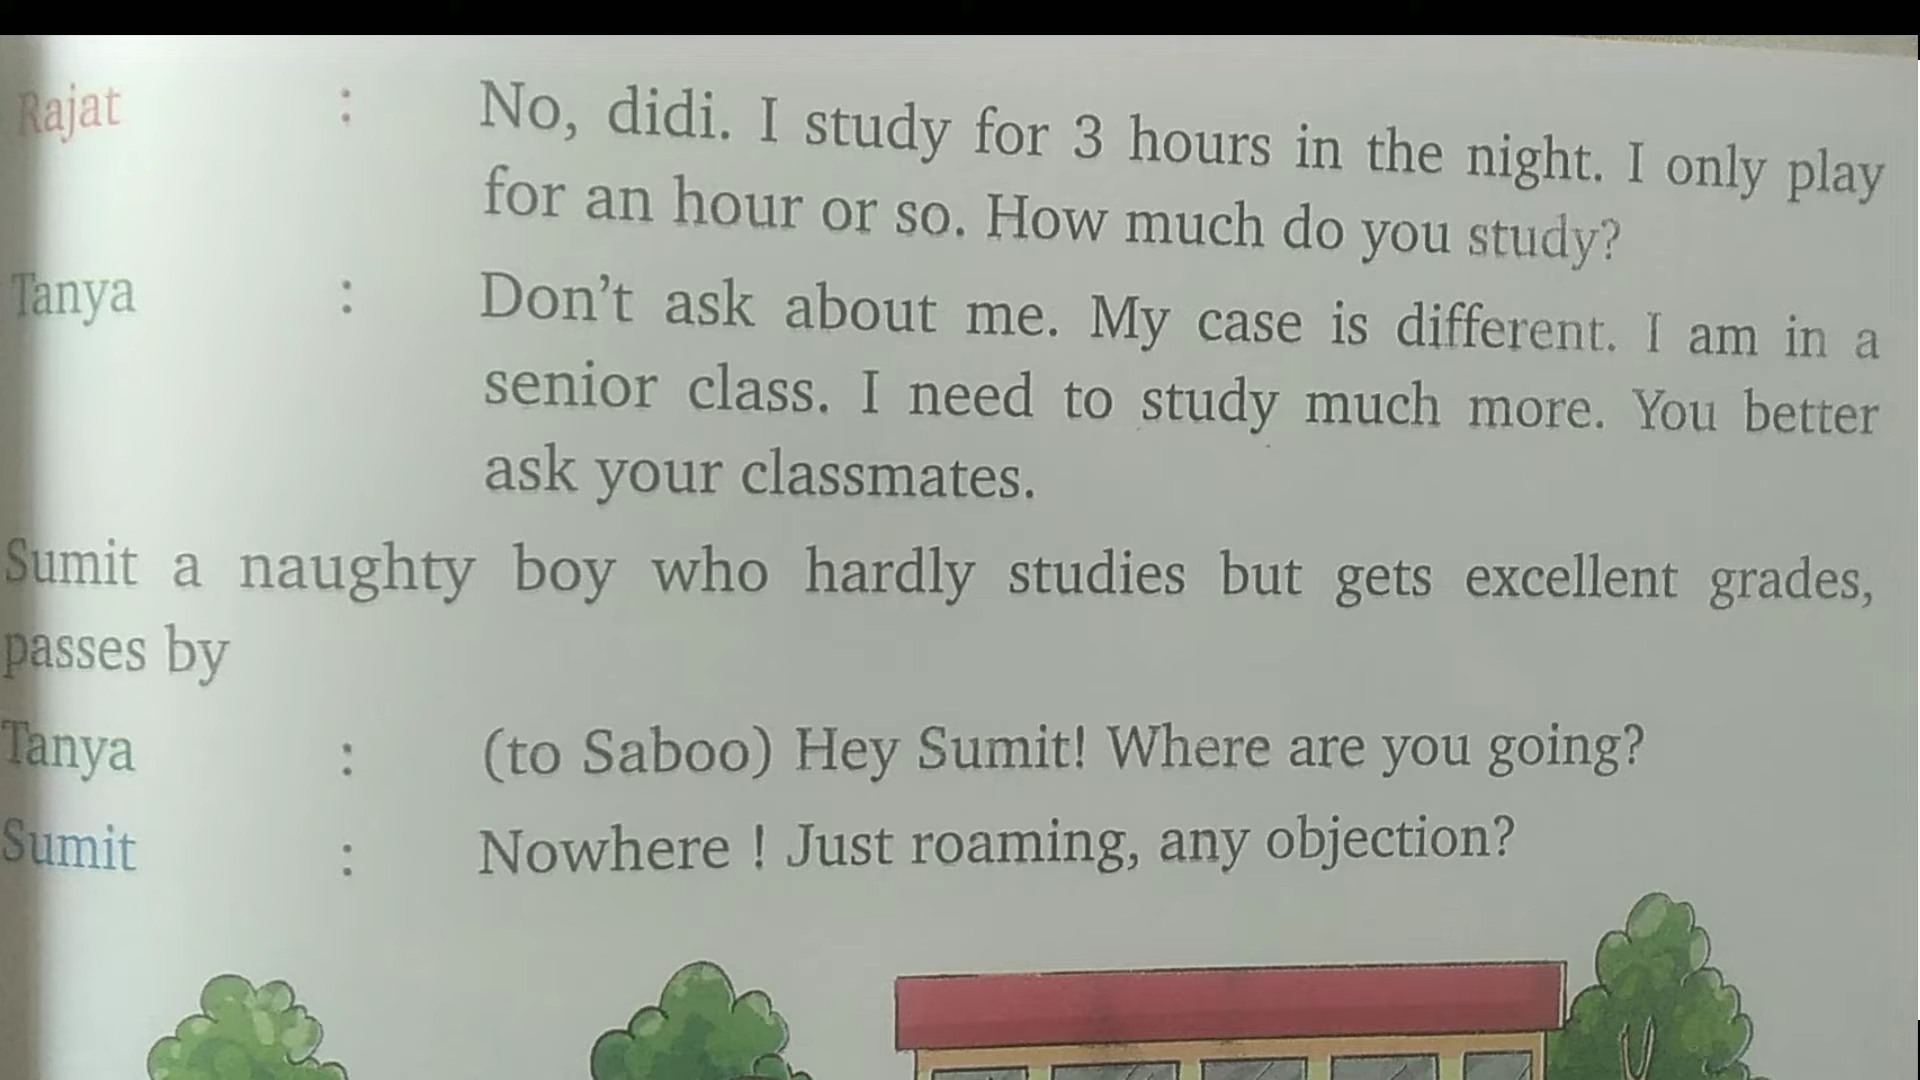 Rajat : No, didi. I study for 3 hours in the night. I only play
for an hour or so. How much do you study?
Tanya : Don't ask about me. My case is different. I am in a
senior class. I need to study much more. You better
ask your classmates.
Sumit a naughty boy who hardly studies but gets excellent grades,
passes by
Tanya : (to Saboo) Hey Sumit! Where are you going?
Sumit : Nowhere ! Just roaming, any objection?